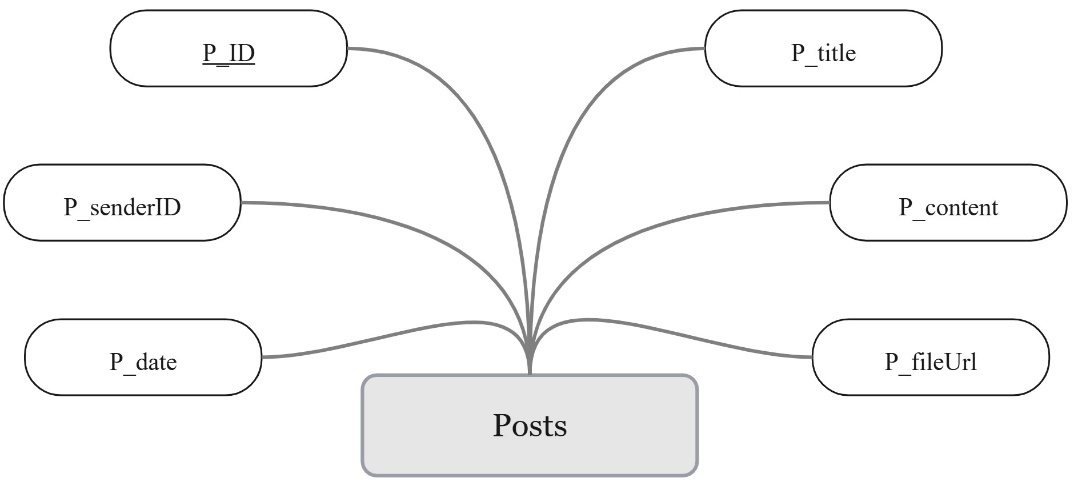 P_ID
P_title
P_senderID
P_content
P_date
P_fileUrl
Posts